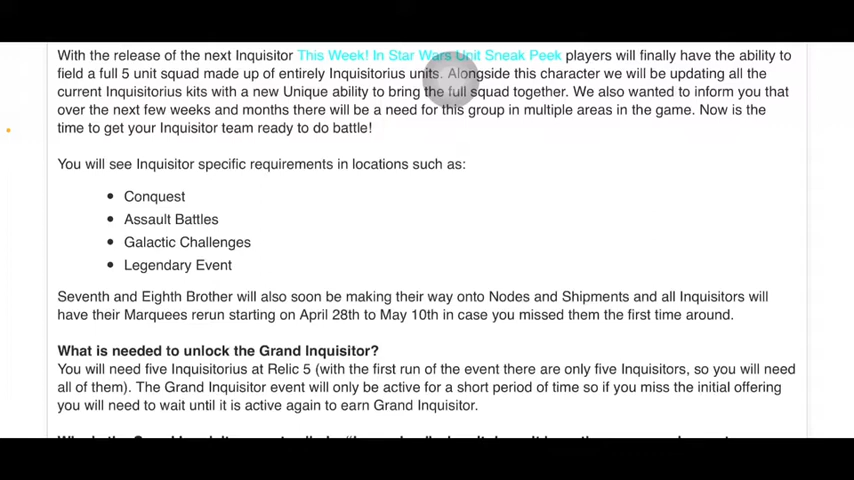 With the release of the next Inquisitor This Week! In Star Wars Unit Sneak Peek players will finally have the ability to
field a full 5 unit squad made up of entirely Inquisitorius units. Alongside this character we will be updating all the
current Inquisitorius kits with a new Unique ability to bring the full squad together. We also wanted to inform you that
over the next few weeks and months there will be a need for this group in multiple areas in the game. Now is the
time to get your Inquisitor team ready to do battle!
You will see Inquisitor specific requirements in locations such as:
Conquest
Assault Battles
Galactic Challenges
Legendary Event
Seventh and Eighth Brother will also soon be making their way onto Nodes and Shipments and all Inquisitors will
have their Marquees rerun starting on April 28th to May 10th in case you missed them the first time around.
What is needed to unlock the Grand Inquisitor?
You will need five Inquisitorius at Relic 5 (with the first run of the event there are only five Inquisitors, so you will need
all of them). The Grand Inquisitor event will only be active for a short period of time so if you miss the initial offering
you will need to wait until it is active again to earn Grand Inquisitor.